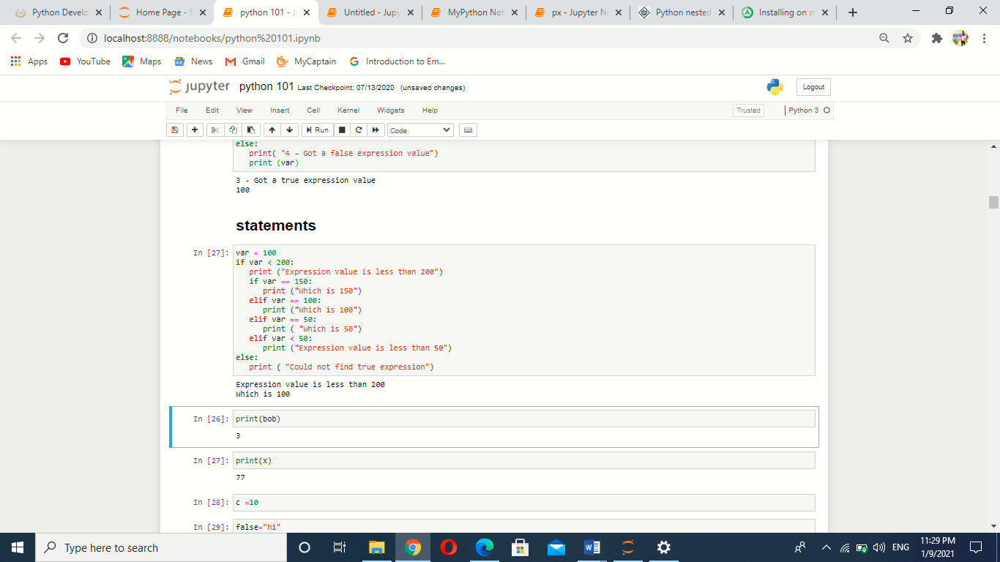 Python Develo
Home Page - S
python 101 - J
Untitled - Jupy
MyPython Not
px - Jupyter No
Python nested
Installing on m
localhost:8888/notebooks/python%20101.ipynb
Apps YouTube Maps News Gmail MyCaptain Introduction to Em...
jupyter python 101 Last Checkpoint: 07/13/2020 (unsaved changes) Logout
File Edit View Insert Cell Kernel Widgets Help Trusted Python 3
Run Code
else:
print( "4 - Got a false expression value")
print (var)
3 - Got a true expression value
100
statements
In [27]: var = 100
if var < 200:
print ("Expression value is less than 200")
if var == 150:
print ("Which is 150")
elif var == 100:
print ("Which is 100")
elif var == 50:
print ( "Which is 50")
elif var < 50:
print ("Expression value is less than 50")
else:
print ( "Could not find true expression")
Expression value is less than 200
Which is 100
In [26]: print(bob)
3
In [27]: print(x)
77
In [28]: c =10
In [29]: false="hi"
Type here to search
ENG
11:29 PM
1/9/2021